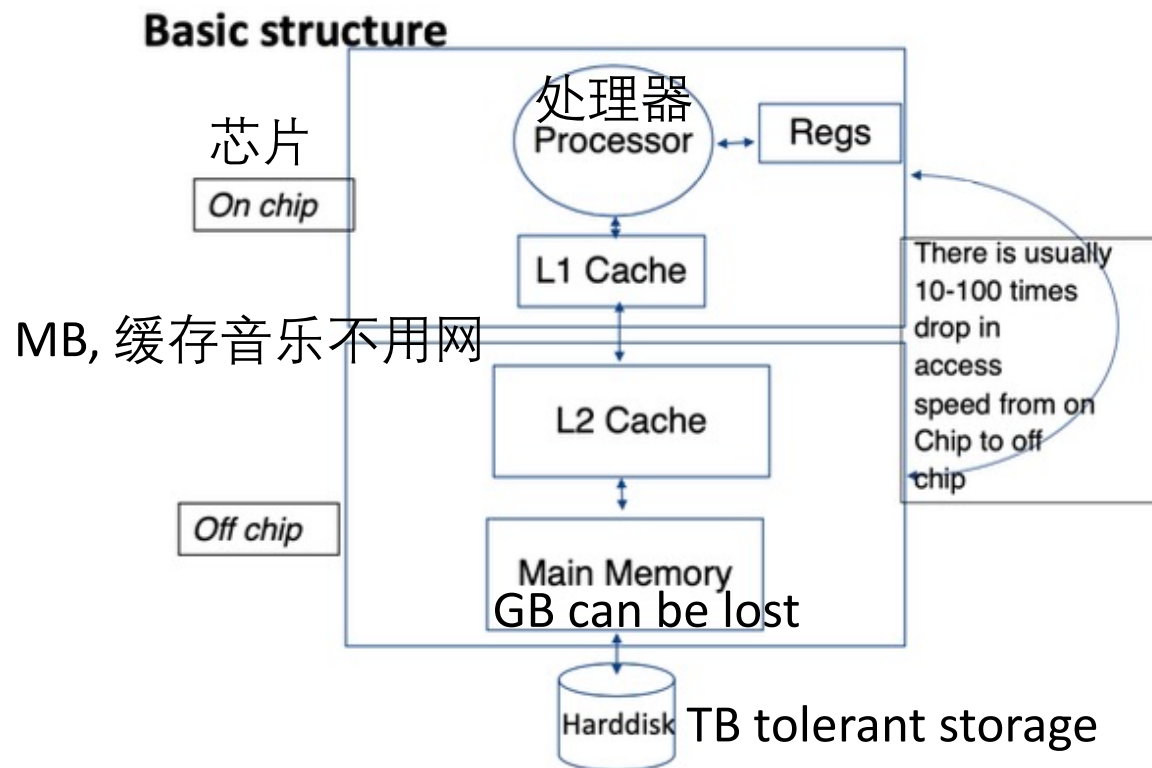 Basic structure
处理器
Processor
Regs
芯片
On chip
L1 Cache
There is usually
10-100 times
drop in
access
speed from on
Chip to off
chip
MB, 缓存音乐不用网
L2 Cache
Off chip
Main Memory
GB can be lost
Harddisk
TB tolerant storage